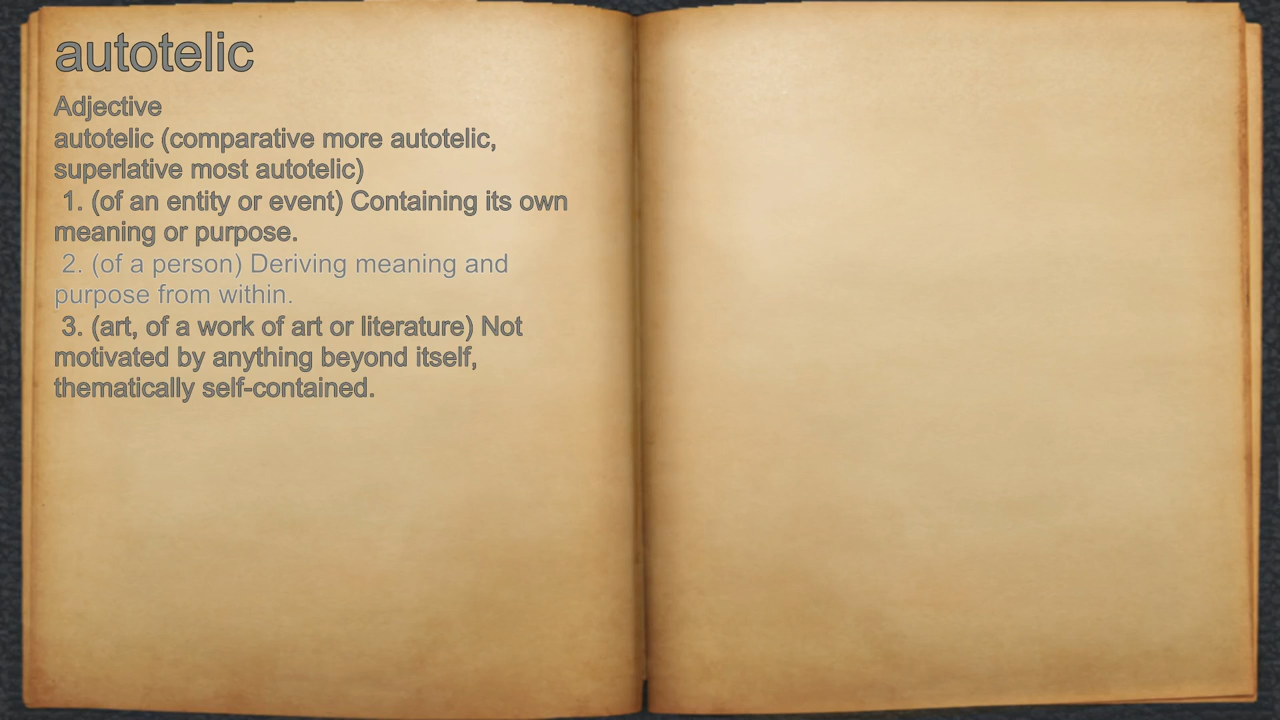 autotelic
Adjective
autotelic (comparative more autotelic,
superlative most autotelic)
1. (of an entity or event) Containing its own
meaning or purpose.
2. (of a person) Deriving meaning and
purpose from within.
3. (art, of a work of art or literature) Not
motivated by anything beyond itself,
thematically self-contained.